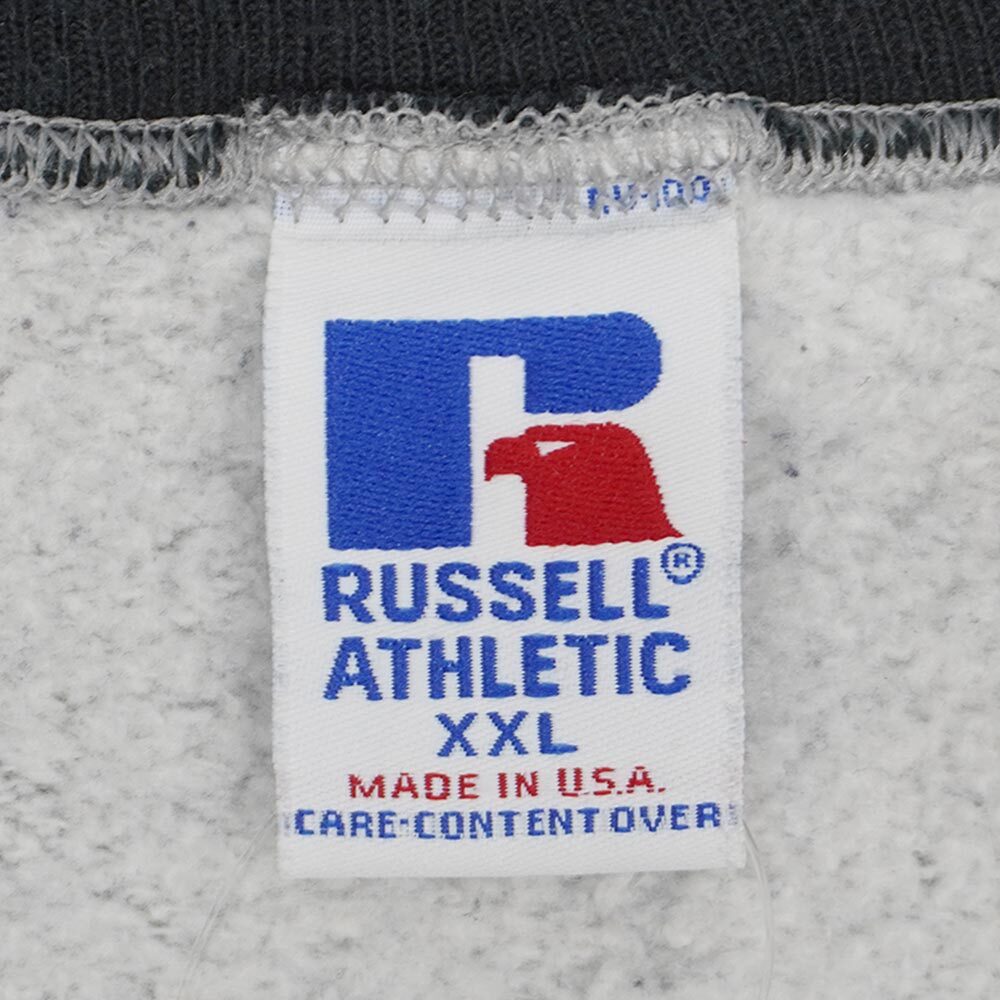 RUSSELL®
ATHLETIC
XXL
MADE IN U.S.A.
CARE-CONTENT OVER